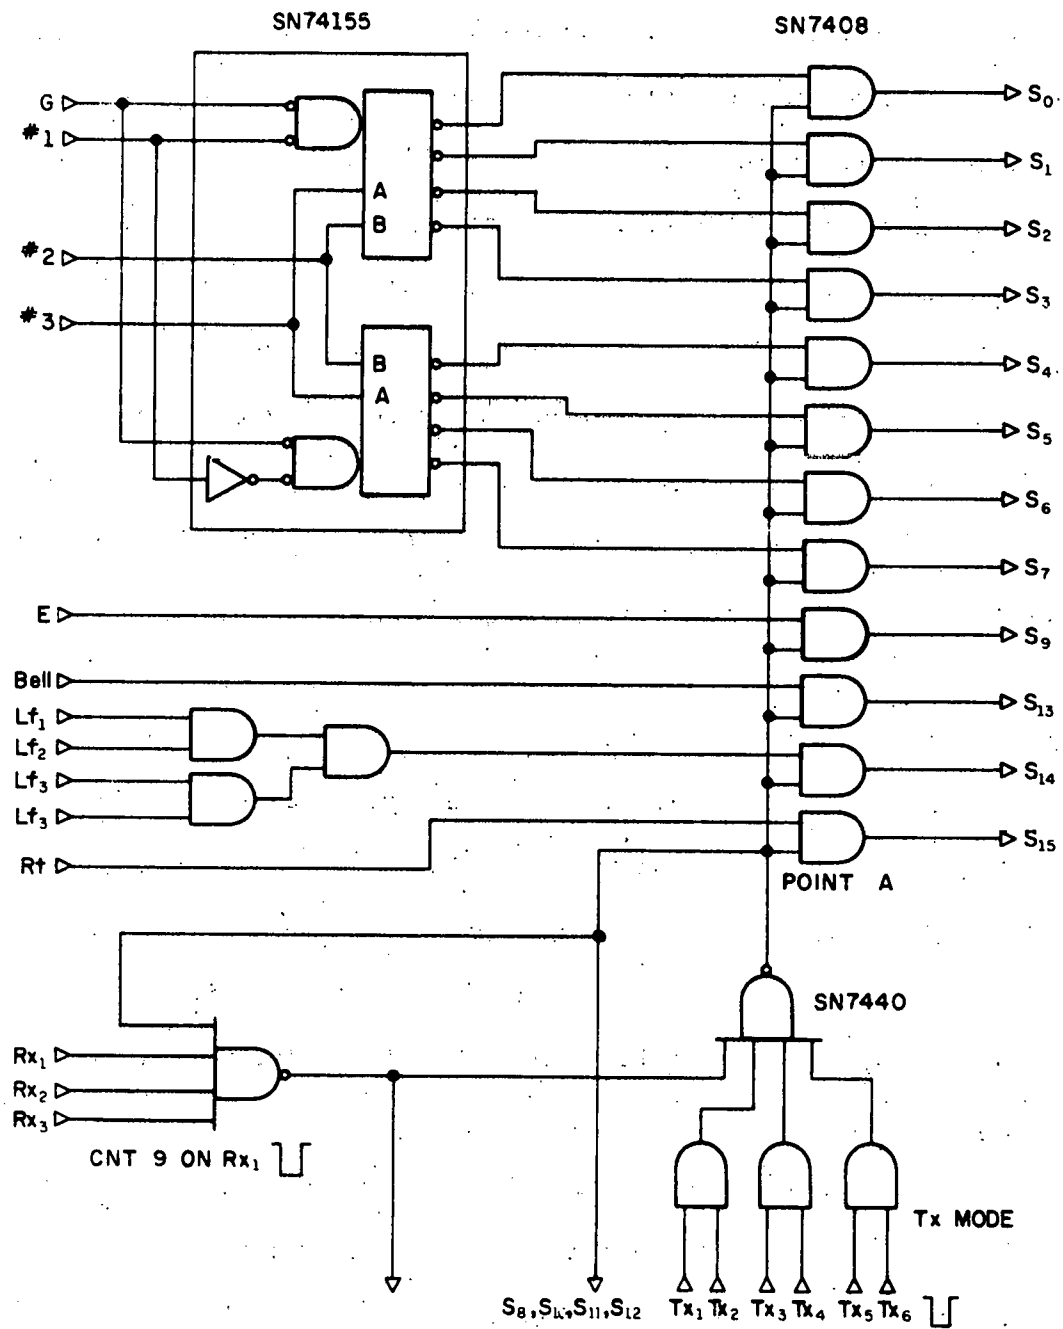 SN74155
SN7408
G
#1
#2
#3
A
B
B
A
S0
S1
S2
S3
S4
S5
S6
S7
E
S9
Bell
S13
Lf1
Lf2
Lf3
Lf3
S14
Rt
S15
POINT A
SN7440
Rx1
Rx2
Rx3
CNT 9 ON Rx1
Tx MODE
S8, S11, S12
Tx1 Tx2 Tx3 Tx4 Tx5 Tx6